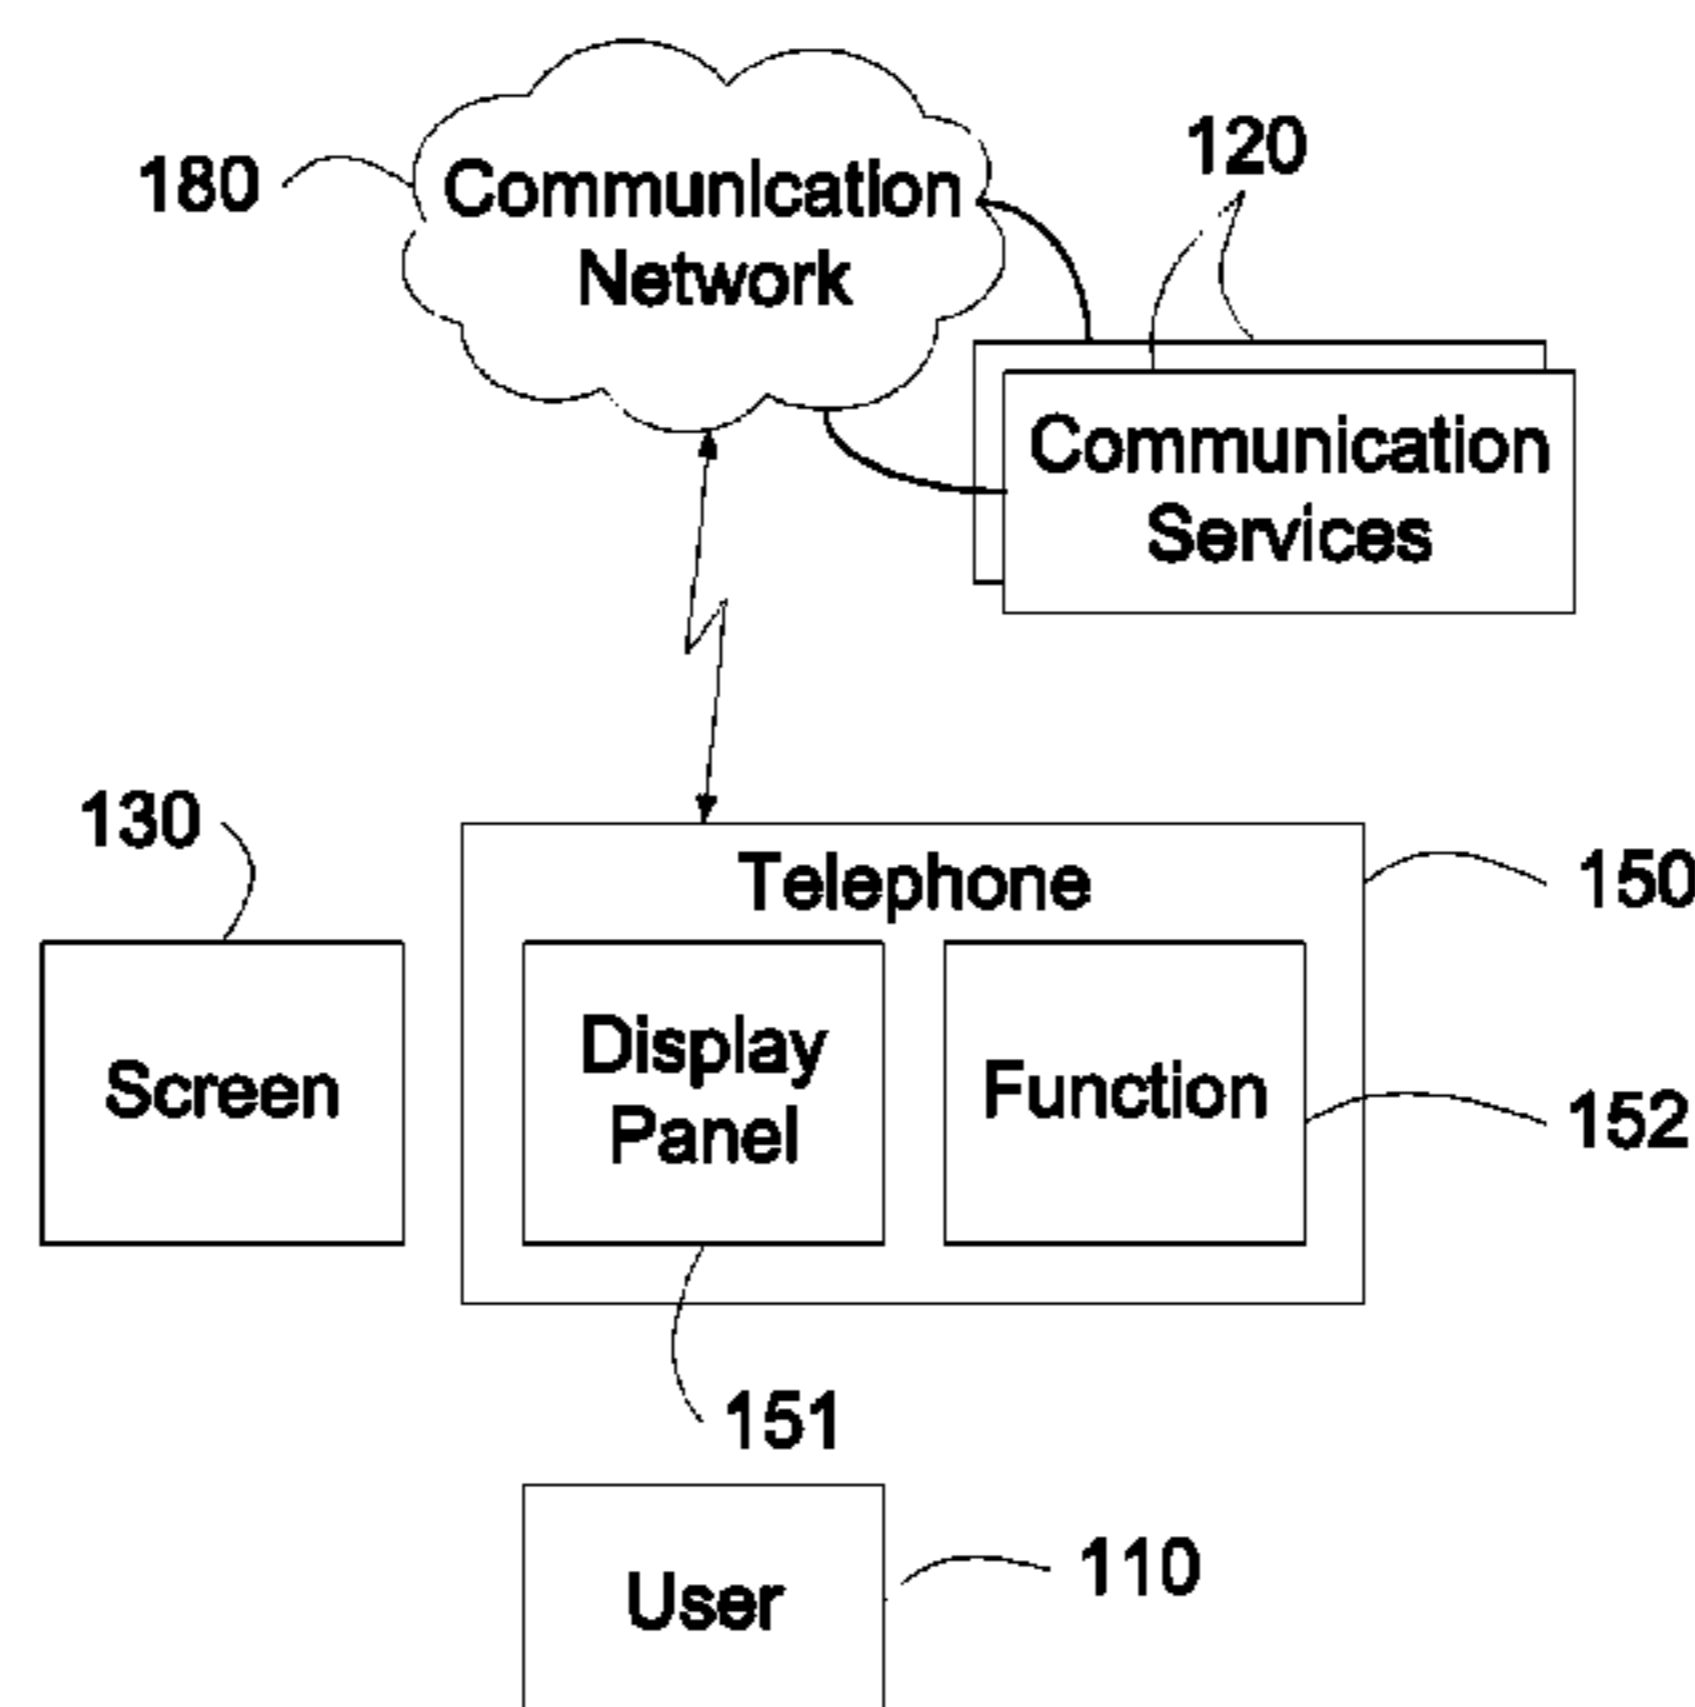 120
180
Communication
Network
Communication
Services
130
Telephone
150
Display
Panel
Screen
Function
152
151
User
110